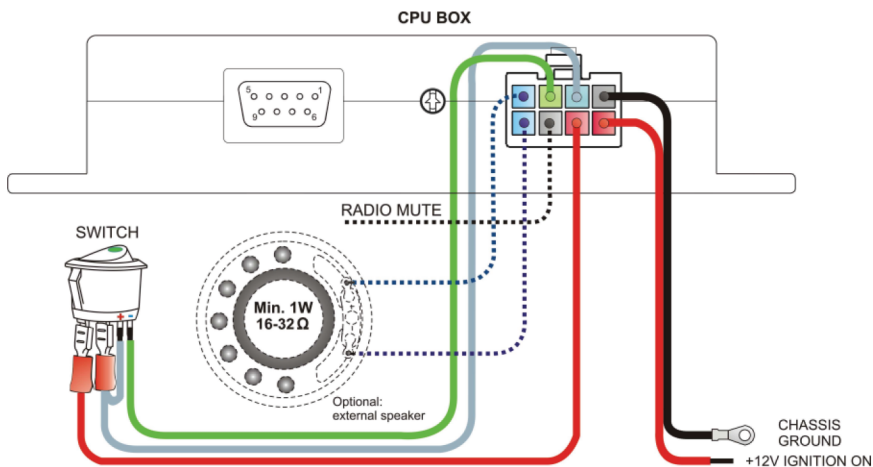 CPU BOX
5 1
9 6
RADIO MUTE
SWITCH
+ -
Min. 1W
16-32 Ω
Optional:
external speaker
CHASSIS
GROUND
+12V IGNITION ON